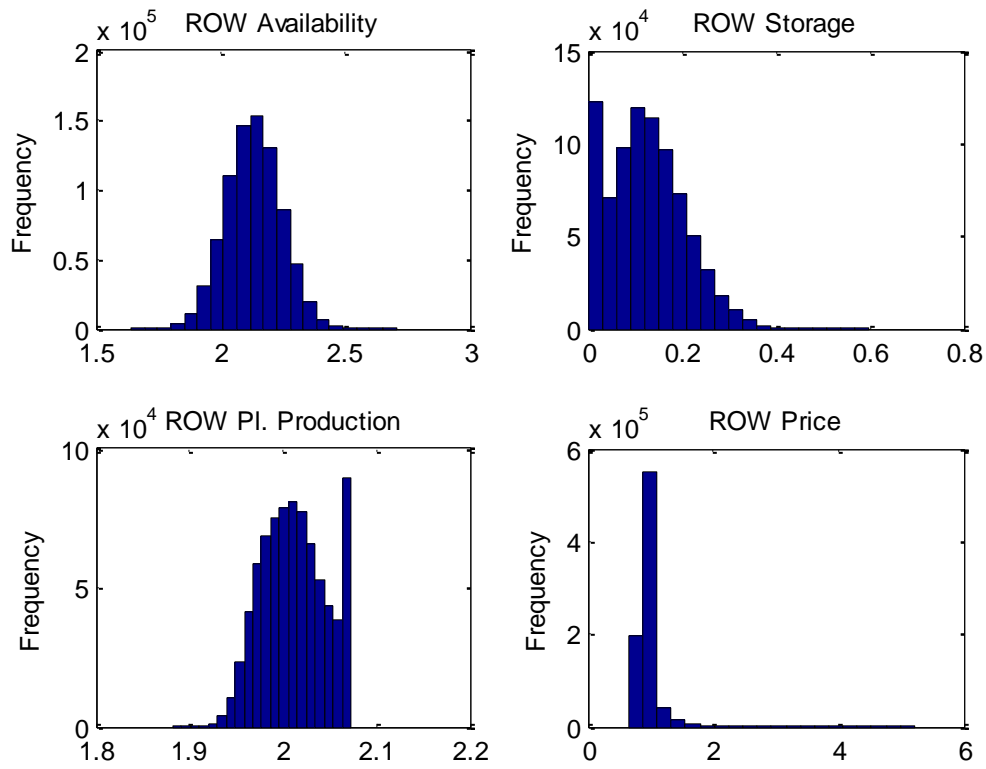 x 10^5 ROW Availability
Frequency
2
1.5
1
0.5
0
1.5 2 2.5 3
x 10^4 ROW Storage
Frequency
15
10
5
0
0 0.2 0.4 0.6 0.8
x 10^4 ROW Pl. Production
Frequency
10
5
0
1.8 1.9 2 2.1 2.2
x 10^5 ROW Price
Frequency
6
4
2
0
0 2 4 6